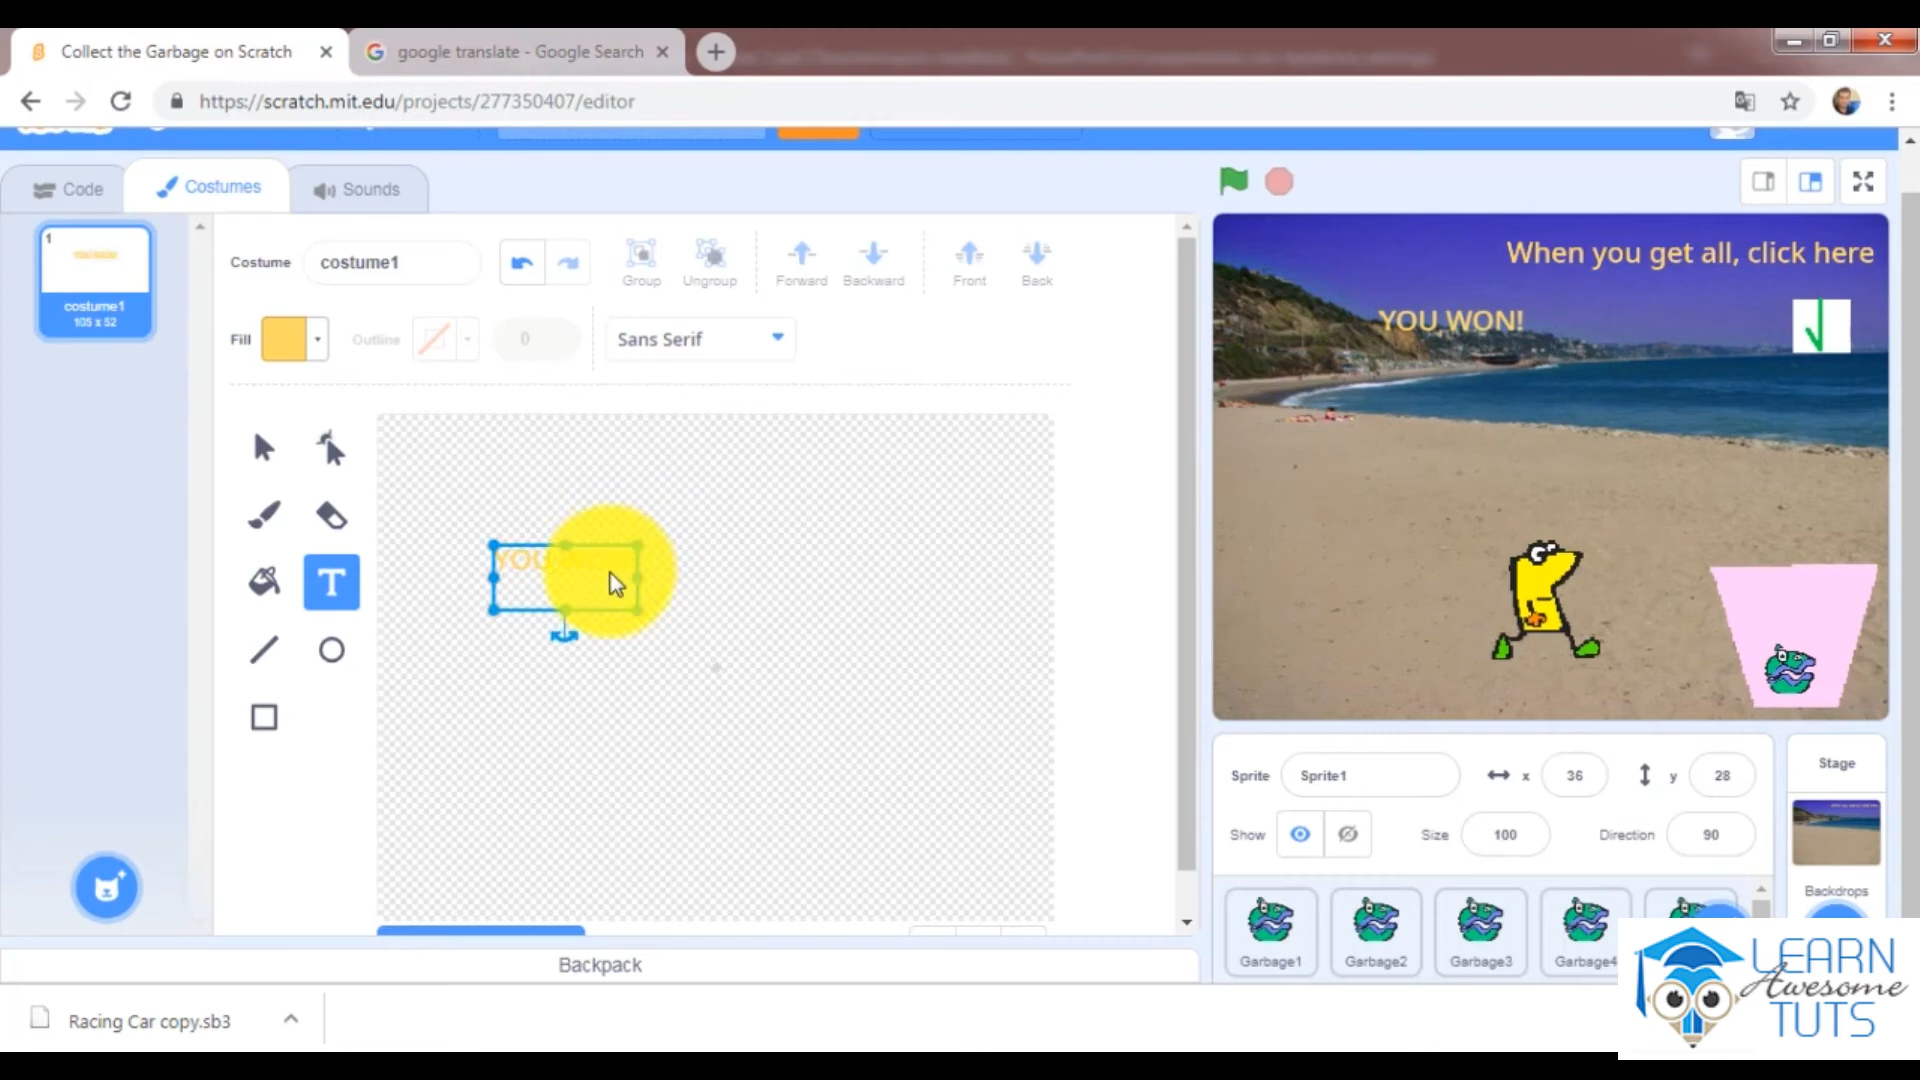 Collect the Garbage on Scratch
google translate - Google Search
https://scratch.mit.edu/projects/277350407/editor
Code
Costumes
Sounds
1
costume1
105 x 52
Costume
costume1
Group
Ungroup
Forward
Backward
Front
Back
Fill
Outline
0
Sans Serif
T
YOU
When you get all, click here
YOU WON!
Sprite
Sprite1
x
36
y
28
Show
Size
100
Direction
90
Stage
Backdrops
Garbage1
Garbage2
Garbage3
Garbage4
Backpack
Racing Car copy.sb3
LEARN
Awesome
TUTS